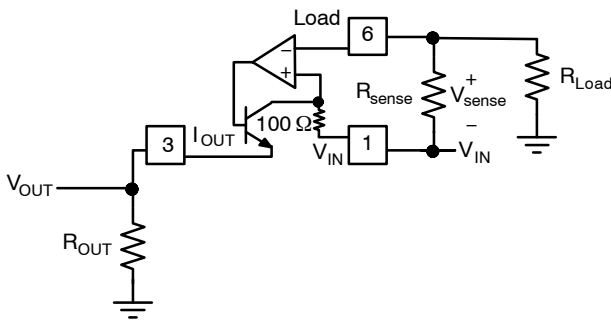 Load
6
−
+
R_Load
R_sense
+
V_sense
−
100 Ω
3
I_OUT
V_IN
1
V_IN
V_OUT
R_OUT